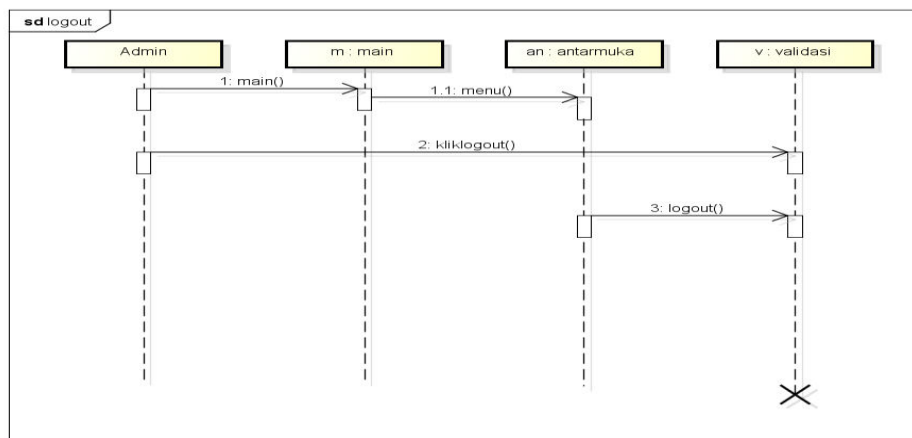 sd logout
Admin
m : main
an : antarmuka
v : validasi
1: main()
1.1: menu()
2: kliklogout()
3: logout()